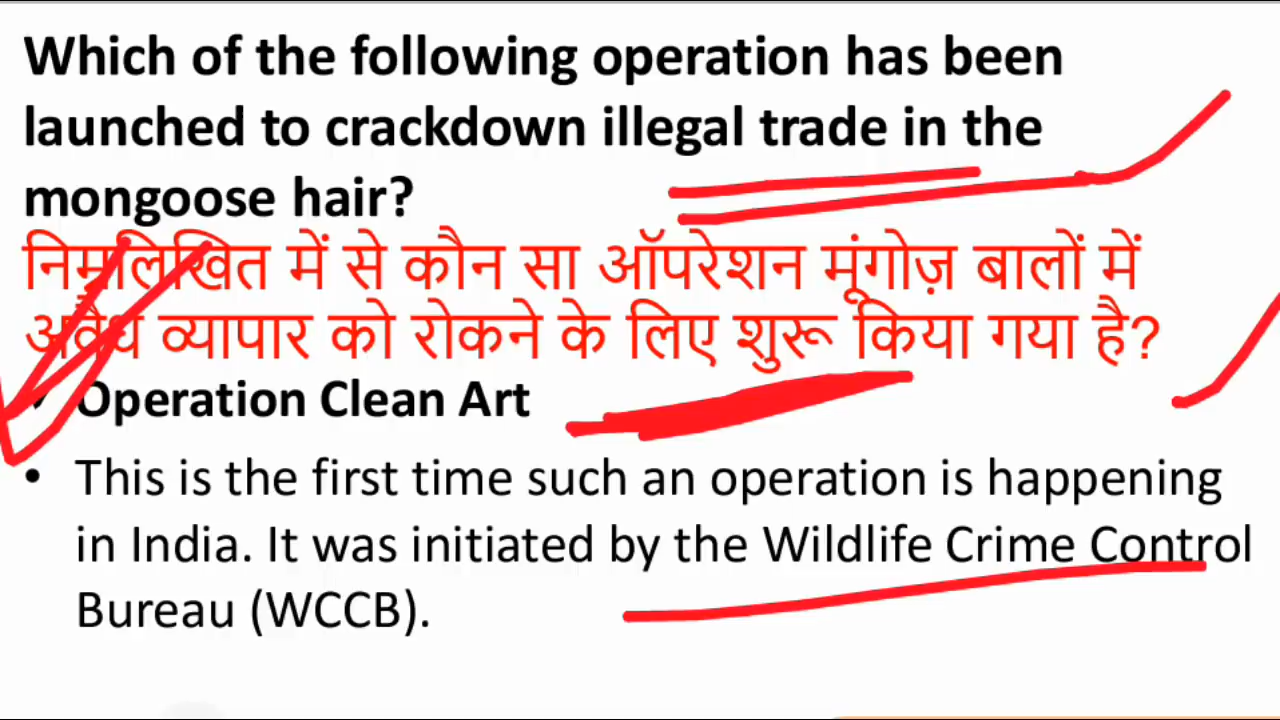 Which of the following operation has been
launched to crackdown illegal trade in the
mongoose hair?
निम्नलिखित में से कौन सा ऑपरेशन मूंगोज़ बालों में
अवैध व्यापार को रोकने के लिए शुरू किया गया है?
Operation Clean Art
• This is the first time such an operation is happening
in India. It was initiated by the Wildlife Crime Control
Bureau (WCCB).